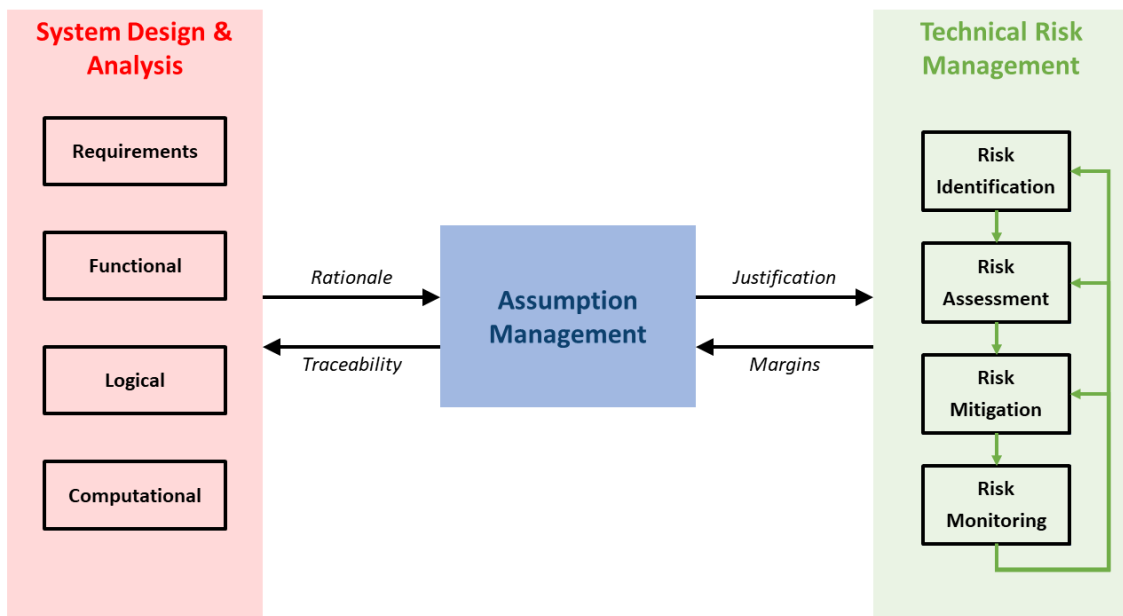 System Design &
Analysis
Requirements
Functional
Logical
Computational
Rationale
Traceability
Assumption
Management
Justification
Margins
Technical Risk
Management
Risk
Identification
Risk
Assessment
Risk
Mitigation
Risk
Monitoring